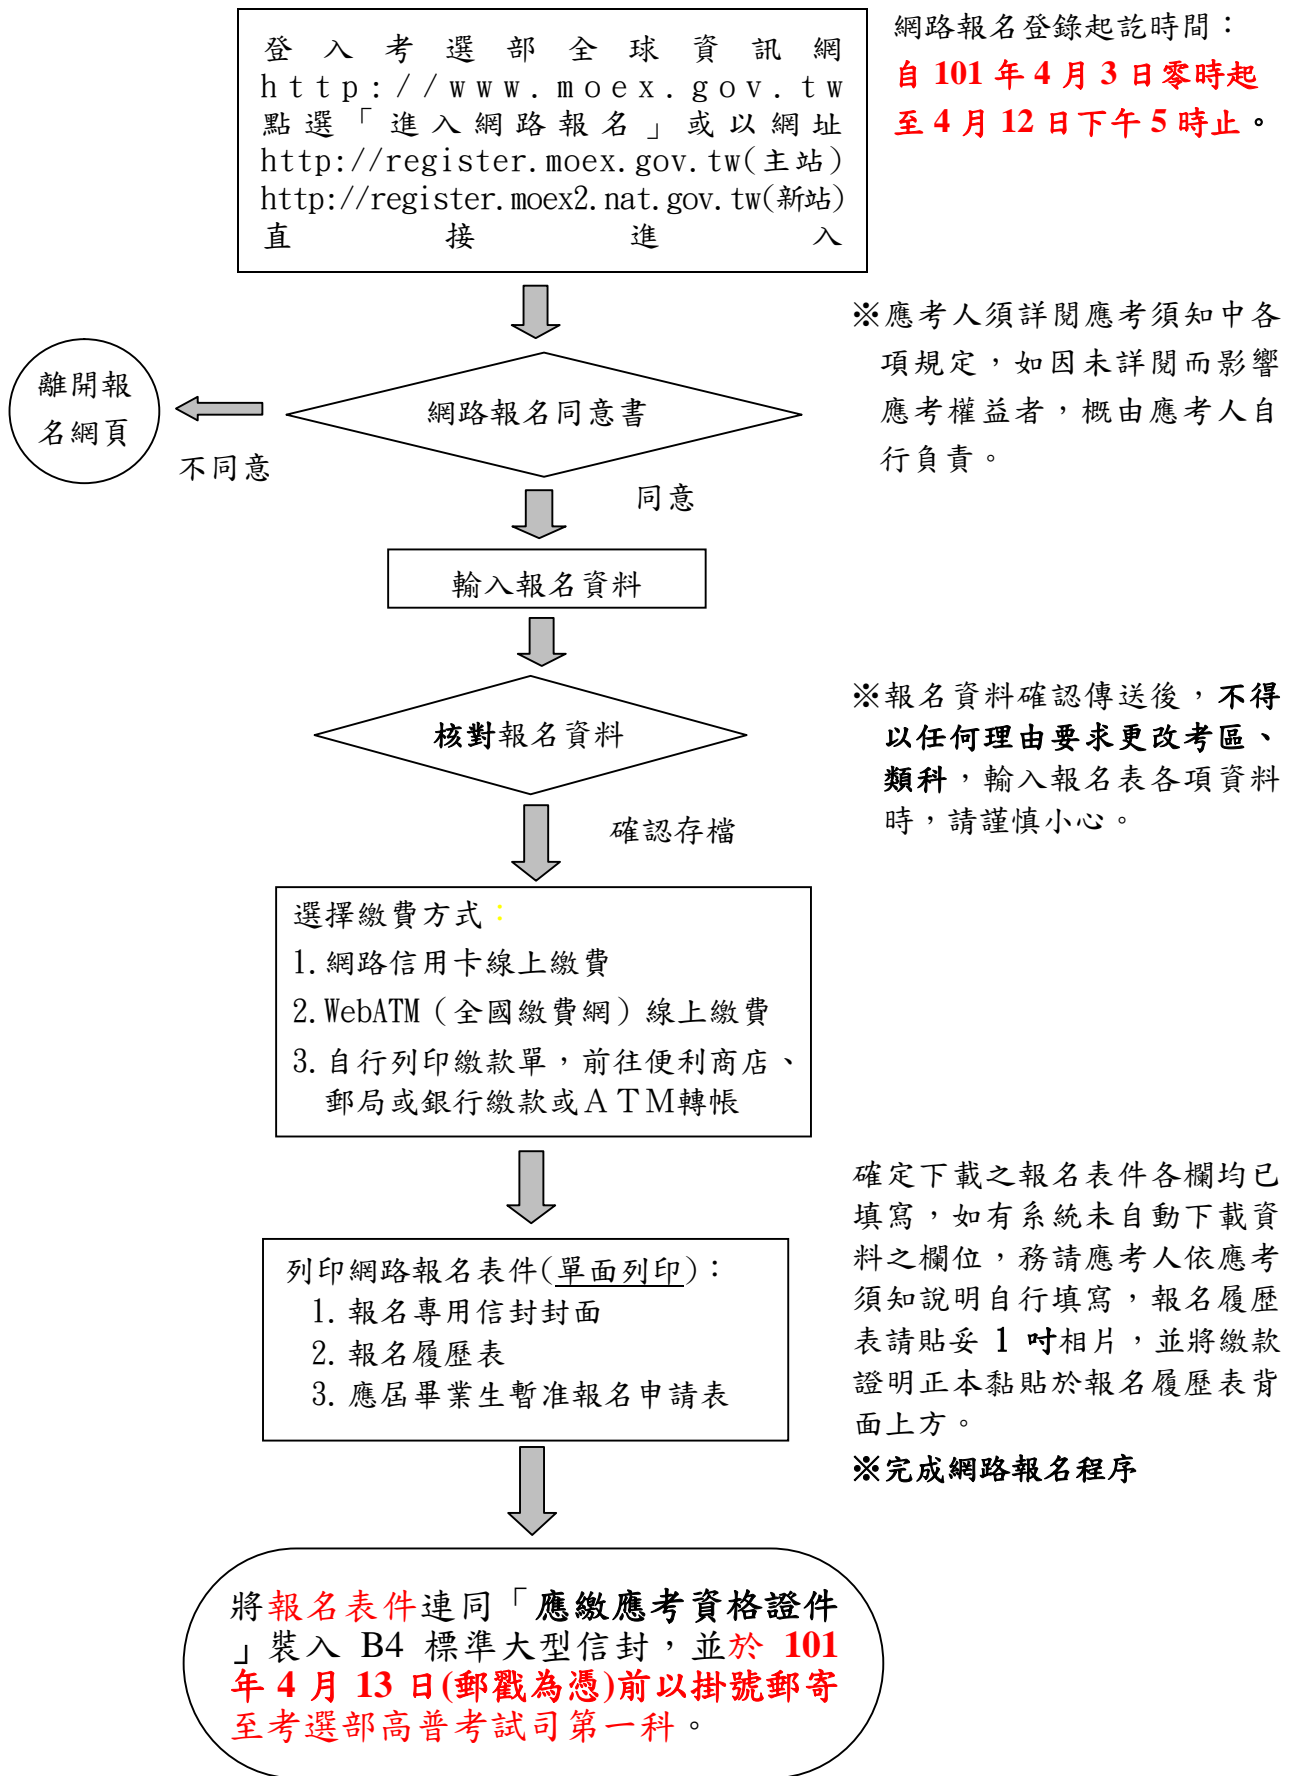 登入考選部全球資訊網
http://www.moex.gov.tw
點選「進入網路報名」或以網址
http://register.moex.gov.tw(主站)
http://register.moex2.nat.gov.tw(新站)
直接進入
網路報名登錄起訖時間：
自 101 年 4 月 3 日零時起
至 4 月 12 日下午 5 時止。
※應考人須詳閱應考須知中各
項規定，如因未詳閱而影響
應考權益者，概由應考人自
行負責。
離開報
名網頁
不同意
網路報名同意書
同意
輸入報名資料
核對報名資料
※報名資料確認傳送後，不得
以任何理由要求更改考區、
類科，輸入報名表各項資料
時，請謹慎小心。
確認存檔
選擇繳費方式：
1.網路信用卡線上繳費
2.WebATM（全國繳費網）線上繳費
3.自行列印繳款單，前往便利商店、
郵局或銀行繳款或ＡＴＭ轉帳
列印網路報名表件(單面列印)：
1.報名專用信封封面
2.報名履歷表
3.應屆畢業生暫准報名申請表
確定下載之報名表件各欄均已
填寫，如有系統未自動下載資
料之欄位，務請應考人依應考
須知說明自行填寫，報名履歷
表請貼妥 1 吋相片，並將繳款
證明正本黏貼於報名履歷表背
面上方。
※完成網路報名程序
將報名表件連同「應繳應考資格證件
」裝入 B4 標準大型信封，並於 101
年 4 月 13 日(郵戳為憑)前以掛號郵寄
至考選部高普考試司第一科。